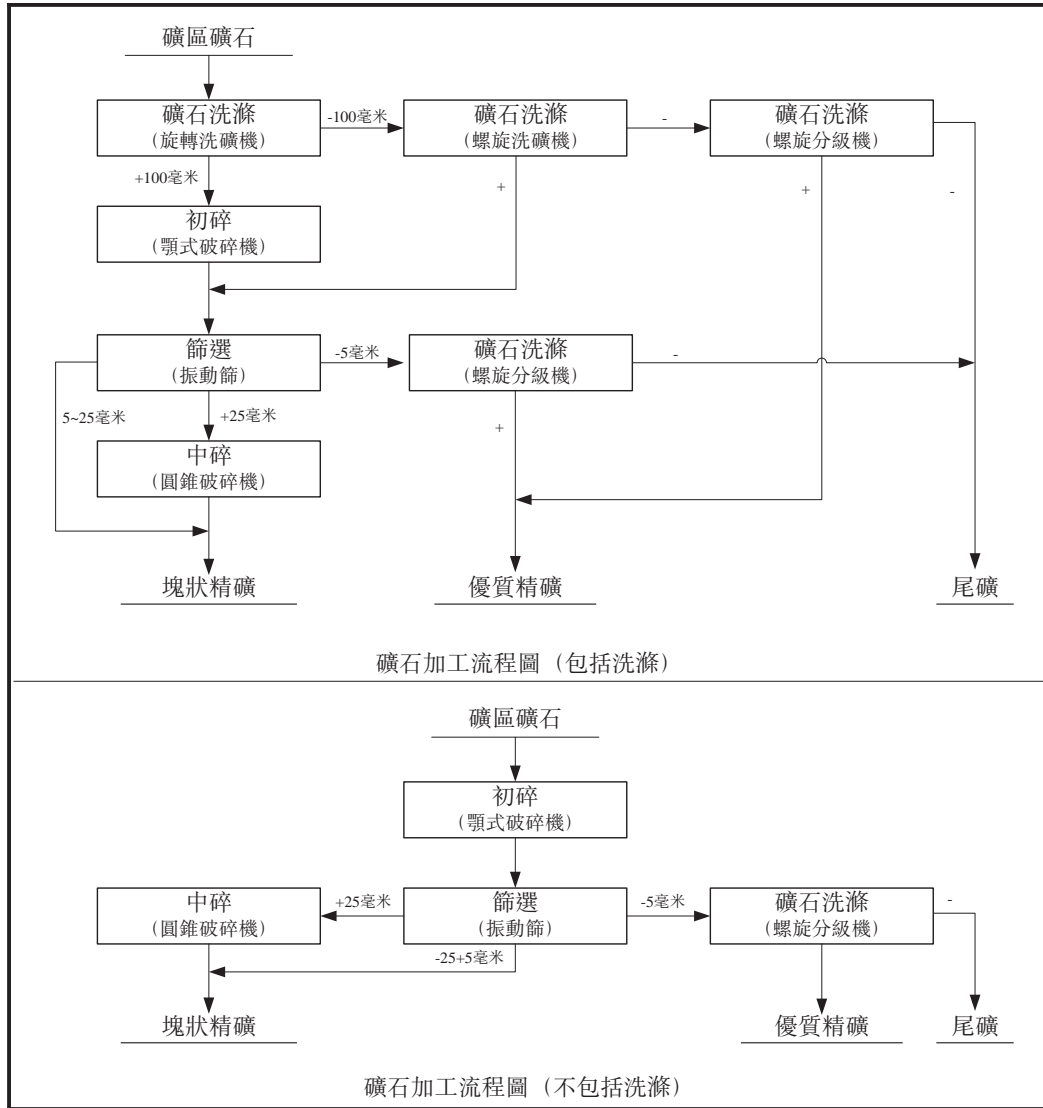 礦區礦石
礦石洗滌
(旋轉洗礦機)
-100毫米
礦石洗滌
(螺旋洗礦機)
-
礦石洗滌
(螺旋分級機)
+100毫米
+
+
-
初碎
(顎式破碎機)
篩選
(振動篩)
-5毫米
礦石洗滌
(螺旋分級機)
-
5~25毫米
+25毫米
+
中碎
(圓錐破碎機)
塊狀精礦
優質精礦
尾礦
礦石加工流程圖(包括洗滌)
礦區礦石
初碎
(顎式破碎機)
中碎
(圓錐破碎機)
+25毫米
篩選
(振動篩)
-5毫米
礦石洗滌
(螺旋分級機)
-
-25+5毫米
塊狀精礦
優質精礦
尾礦
礦石加工流程圖(不包括洗滌)